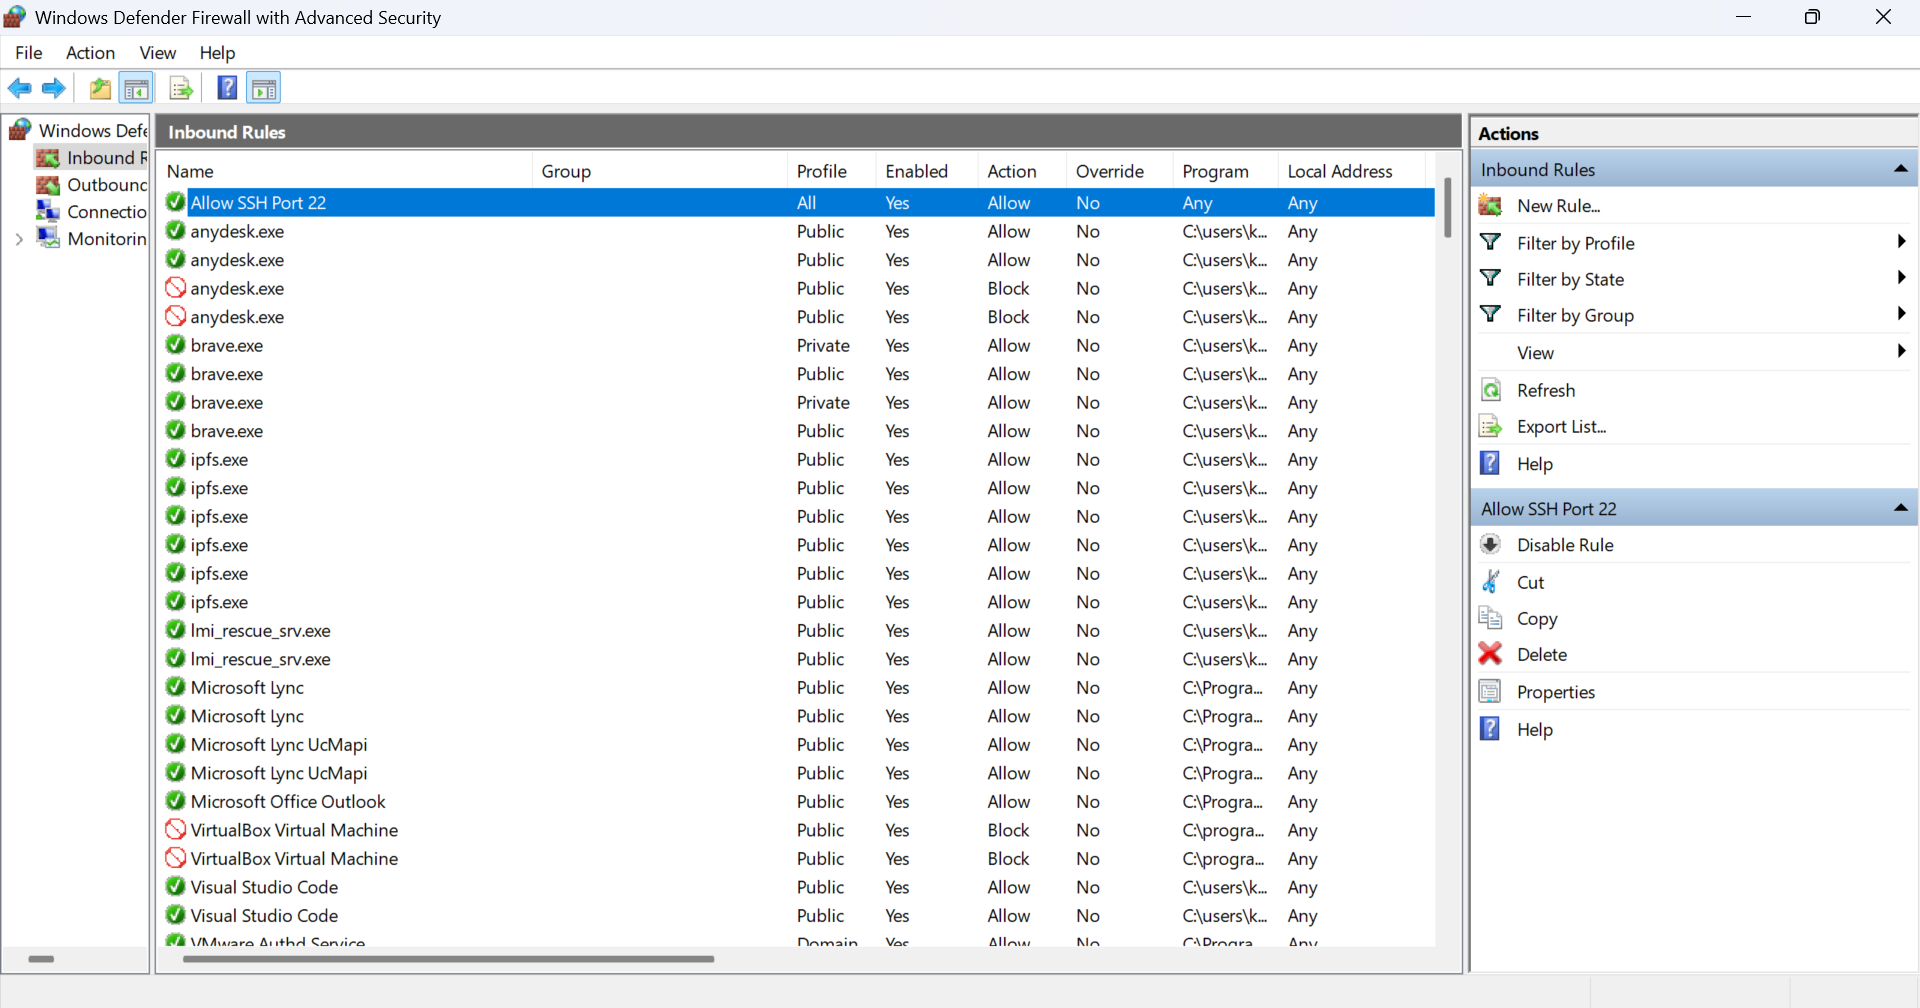 Windows Defender Firewall with Advanced Security
File Action View Help
Windows Defe
Inbound R
Outbounc
Connectio
Monitorin
Inbound Rules
Name Group Profile Enabled Action Override Program Local Address
Allow SSH Port 22 All Yes Allow No Any Any
anydesk.exe Public Yes Allow No C:\users\k... Any
anydesk.exe Public Yes Allow No C:\users\k... Any
anydesk.exe Public Yes Block No C:\users\k... Any
anydesk.exe Public Yes Block No C:\users\k... Any
brave.exe Private Yes Allow No C:\users\k... Any
brave.exe Public Yes Allow No C:\users\k... Any
brave.exe Private Yes Allow No C:\users\k... Any
brave.exe Public Yes Allow No C:\users\k... Any
ipfs.exe Public Yes Allow No C:\users\k... Any
ipfs.exe Public Yes Allow No C:\users\k... Any
ipfs.exe Public Yes Allow No C:\users\k... Any
ipfs.exe Public Yes Allow No C:\users\k... Any
ipfs.exe Public Yes Allow No C:\users\k... Any
ipfs.exe Public Yes Allow No C:\users\k... Any
lmi_rescue_srv.exe Public Yes Allow No C:\users\k... Any
lmi_rescue_srv.exe Public Yes Allow No C:\users\k... Any
Microsoft Lync Public Yes Allow No C:\Progra... Any
Microsoft Lync Public Yes Allow No C:\Progra... Any
Microsoft Lync UcMapi Public Yes Allow No C:\Progra... Any
Microsoft Lync UcMapi Public Yes Allow No C:\Progra... Any
Microsoft Office Outlook Public Yes Allow No C:\Progra... Any
VirtualBox Virtual Machine Public Yes Block No C:\progra... Any
VirtualBox Virtual Machine Public Yes Block No C:\progra... Any
Visual Studio Code Public Yes Allow No C:\users\k... Any
Visual Studio Code Public Yes Allow No C:\users\k... Any
VMware Authd Service Domain Yes Allow No C:\Progra Any
Actions
Inbound Rules
New Rule...
Filter by Profile
Filter by State
Filter by Group
View
Refresh
Export List...
Help
Allow SSH Port 22
Disable Rule
Cut
Copy
Delete
Properties
Help